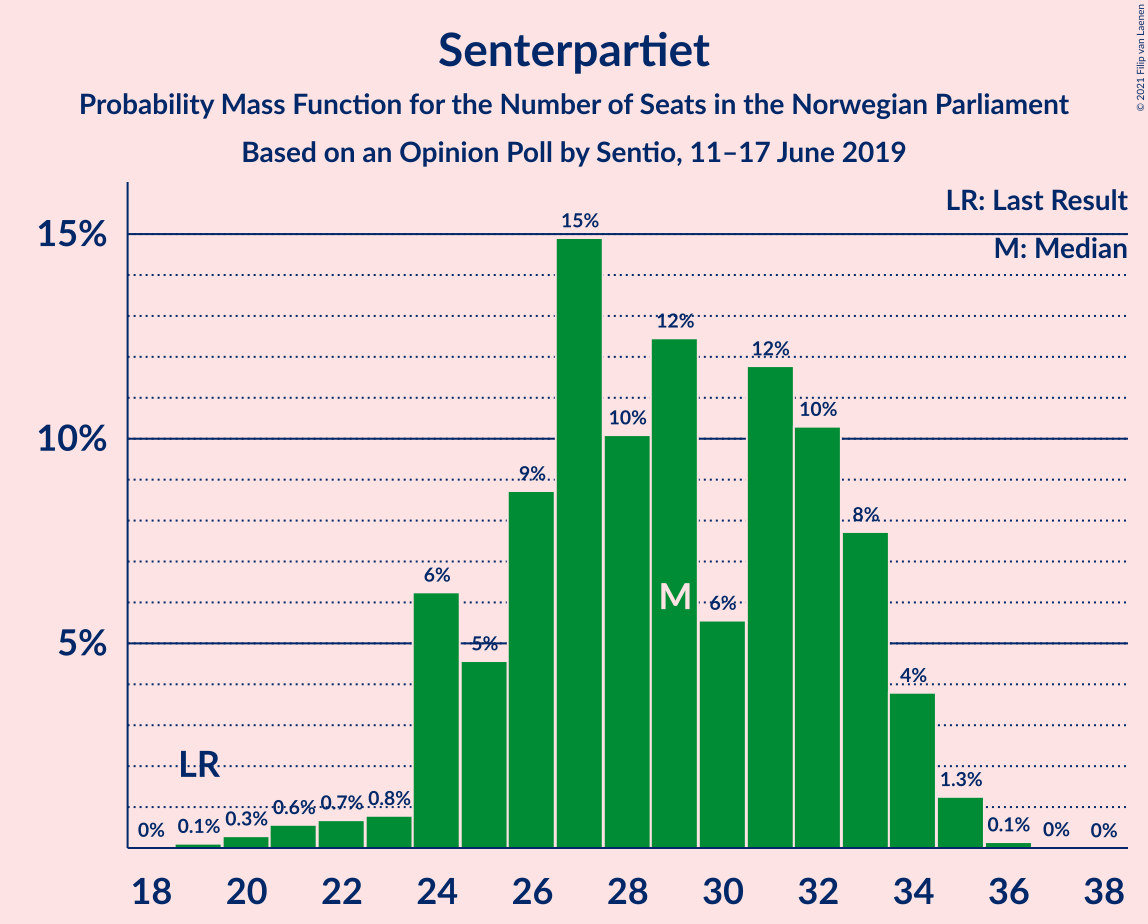 Senterpartiet
Probability Mass Function for the Number of Seats in the Norwegian Parliament
Based on an Opinion Poll by Sentio, 11–17 June 2019
© 2021 Filip van Laenen
LR: Last Result
M: Median
15%
10%
5%
0%
0.1%
0.3%
0.6%
0.7%
0.8%
6%
5%
9%
15%
10%
12%
6%
12%
10%
8%
4%
1.3%
0.1%
0%
0%
LR
M
18 20 22 24 26 28 30 32 34 36 38